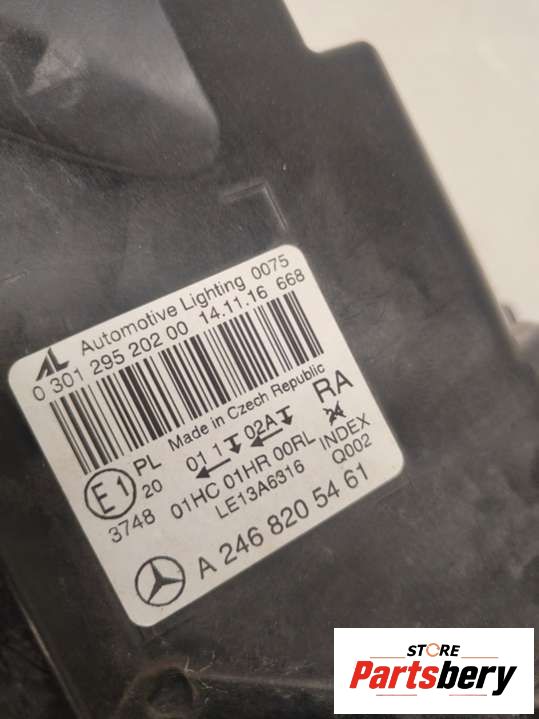 AL Automotive Lighting 0075
0 301 295 202 00 14.11.16 668
Made in Czech Republic
RA
E1 PL 01 1 02A
20 01HC 01HR 00RL INDEX
3748 LE13A6316 Q002
A 246 820 54 61
STORE
Partsbery